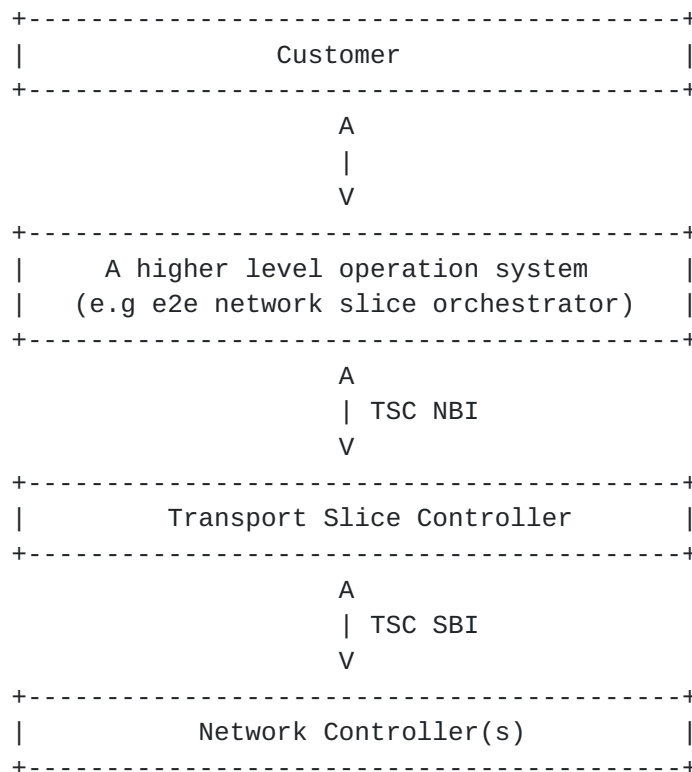 +------------------------------------------+
|                Customer                  |
+------------------------------------------+
                     A
                     |
                     V
+------------------------------------------+
|     A higher level operation system      |
|   (e.g e2e network slice orchestrator)   |
+------------------------------------------+
                     A
                     | TSC NBI
                     V
+------------------------------------------+
|         Transport Slice Controller       |
+------------------------------------------+
                     A
                     | TSC SBI
                     V
+------------------------------------------+
|           Network Controller(s)          |
+------------------------------------------+